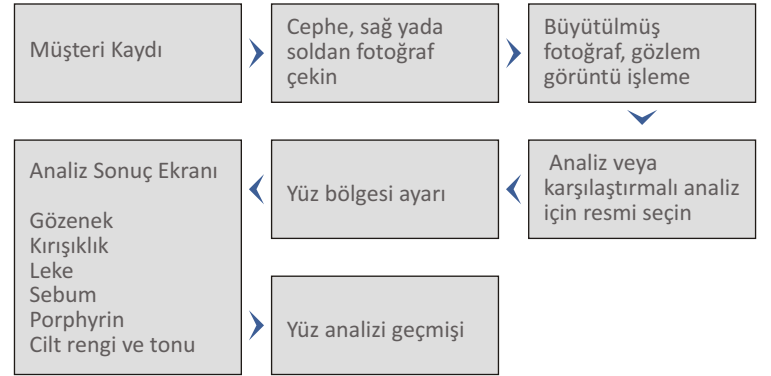 Müşteri Kaydı
Cephe, sağ yada
soldan fotoğraf
çekin
Büyütülmüş
fotoğraf, gözlem
görüntü işleme
Analiz veya
karşılaştırmalı analiz
için resmi seçin
Yüz bölgesi ayarı
Analiz Sonuç Ekranı
Gözenek
Kırışıklık
Leke
Sebum
Porphyrin
Cilt rengi ve tonu
Yüz analizi geçmişi